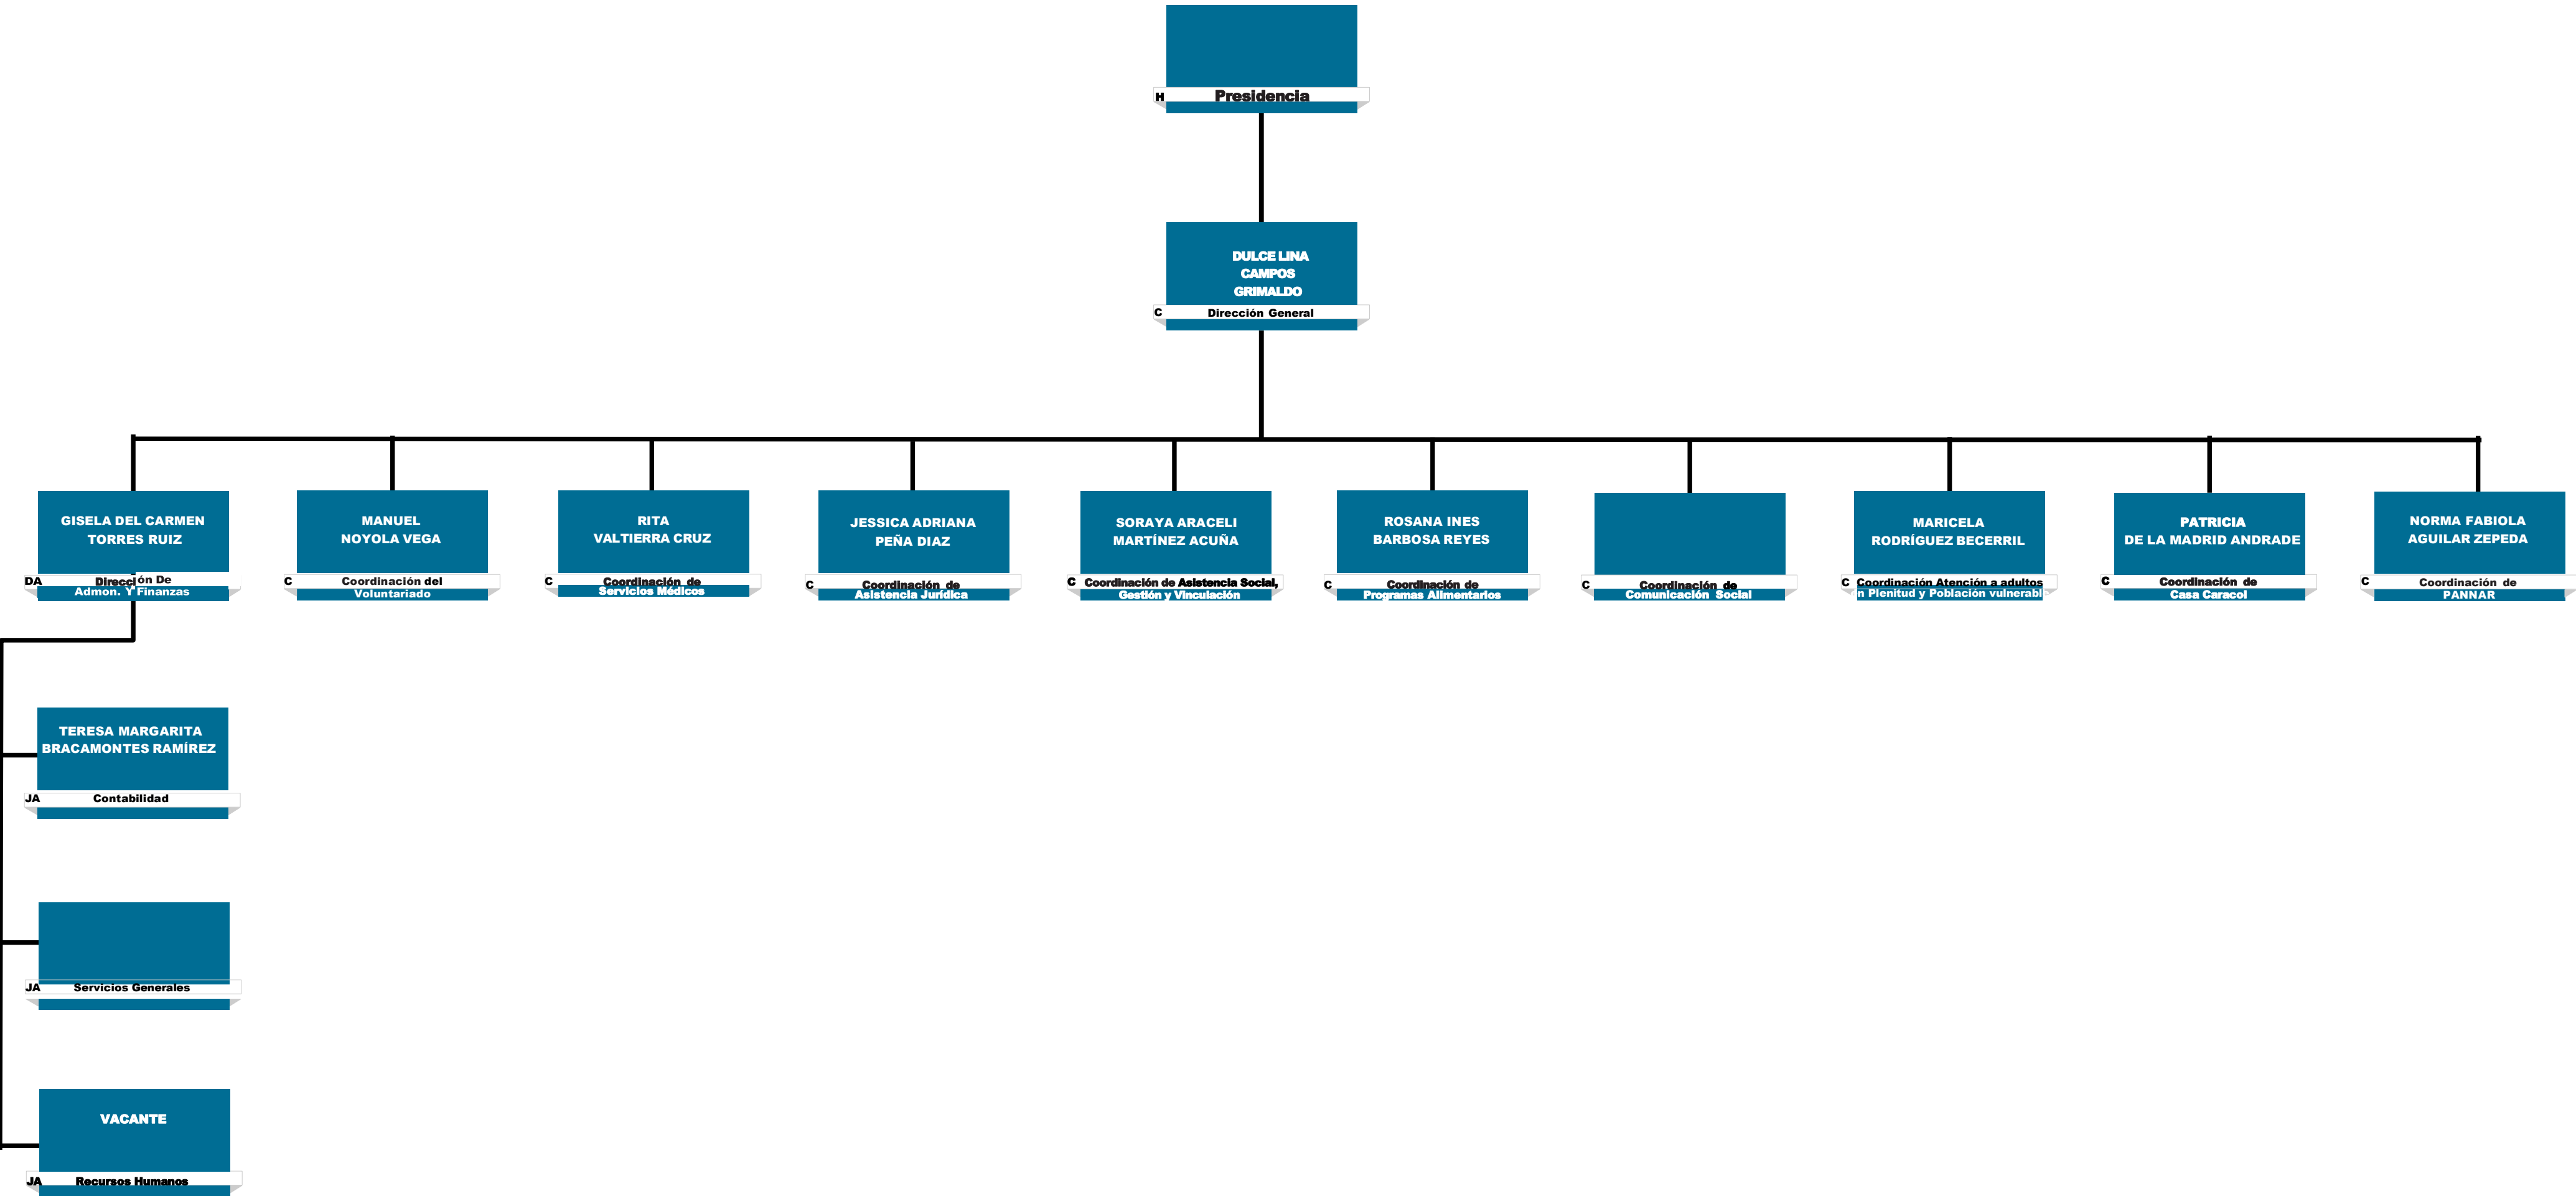 H Presidencia
DULCE LINA
CAMPOS
GRIMALDO
C Dirección General
GISELA DEL CARMEN
TORRES RUIZ
DA Dirección De
Admon. Y Finanzas
MANUEL
NOYOLA VEGA
C Coordinación del
Voluntariado
RITA
VALTIERRA CRUZ
C Coordinación de
Servicios Médicos
JESSICA ADRIANA
PEÑA DIAZ
C Coordinación de
Asistencia Jurídica
SORAYA ARACELI
MARTÍNEZ ACUÑA
C Coordinación de Asistencia Social,
Gestión y Vinculación
ROSANA INES
BARBOSA REYES
C Coordinación de
Programas Alimentarios
C Coordinación de
Comunicación Social
MARICELA
RODRÍGUEZ BECERRIL
C Coordinación Atención a adultos
n Plenitud y Población vulnerabl
PATRICIA
DE LA MADRID ANDRADE
C Coordinación de
Casa Caracol
NORMA FABIOLA
AGUILAR ZEPEDA
C Coordinación de
PANNAR
TERESA MARGARITA
BRACAMONTES RAMÍREZ
JA Contabilidad
JA Servicios Generales
VACANTE
JA Recursos Humanos